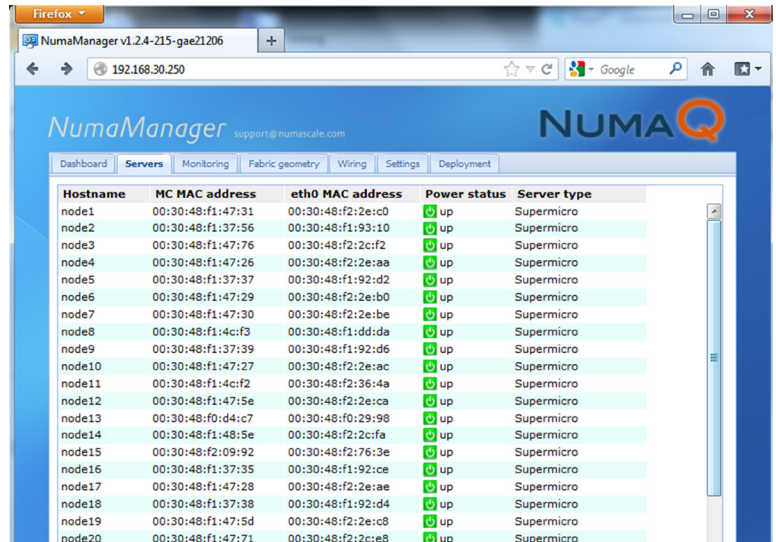 Firefox
NumaManager v1.2.4-215-gae21206
192.168.30.250
Google
NumaManager support@numascale.com
NUMAQ
Dashboard Servers Monitoring Fabric geometry Wiring Settings Deployment
Hostname MC MAC address eth0 MAC address Power status Server type
node1 00:30:48:f1:47:31 00:30:48:f2:2e:c0 up Supermicro
node2 00:30:48:f1:37:56 00:30:48:f1:93:10 up Supermicro
node3 00:30:48:f1:47:76 00:30:48:f2:2c:f2 up Supermicro
node4 00:30:48:f1:47:26 00:30:48:f2:2e:aa up Supermicro
node5 00:30:48:f1:37:37 00:30:48:f1:92:d2 up Supermicro
node6 00:30:48:f1:47:29 00:30:48:f2:2e:b0 up Supermicro
node7 00:30:48:f1:47:30 00:30:48:f2:2e:be up Supermicro
node8 00:30:48:f1:4c:f3 00:30:48:f1:dd:da up Supermicro
node9 00:30:48:f1:37:39 00:30:48:f1:92:d6 up Supermicro
node10 00:30:48:f1:47:27 00:30:48:f2:2e:ac up Supermicro
node11 00:30:48:f1:4c:f2 00:30:48:f2:36:4a up Supermicro
node12 00:30:48:f1:47:5e 00:30:48:f2:2e:ca up Supermicro
node13 00:30:48:f0:d4:c7 00:30:48:f0:29:98 up Supermicro
node14 00:30:48:f1:48:5e 00:30:48:f2:2c:fa up Supermicro
node15 00:30:48:f2:09:92 00:30:48:f2:76:3e up Supermicro
node16 00:30:48:f1:37:35 00:30:48:f1:92:ce up Supermicro
node17 00:30:48:f1:47:28 00:30:48:f2:2e:ae up Supermicro
node18 00:30:48:f1:37:38 00:30:48:f1:92:d4 up Supermicro
node19 00:30:48:f1:47:5d 00:30:48:f2:2e:c8 up Supermicro
node20 00:30:48:f1:47:71 00:30:48:f2:2c:e8 up Supermicro